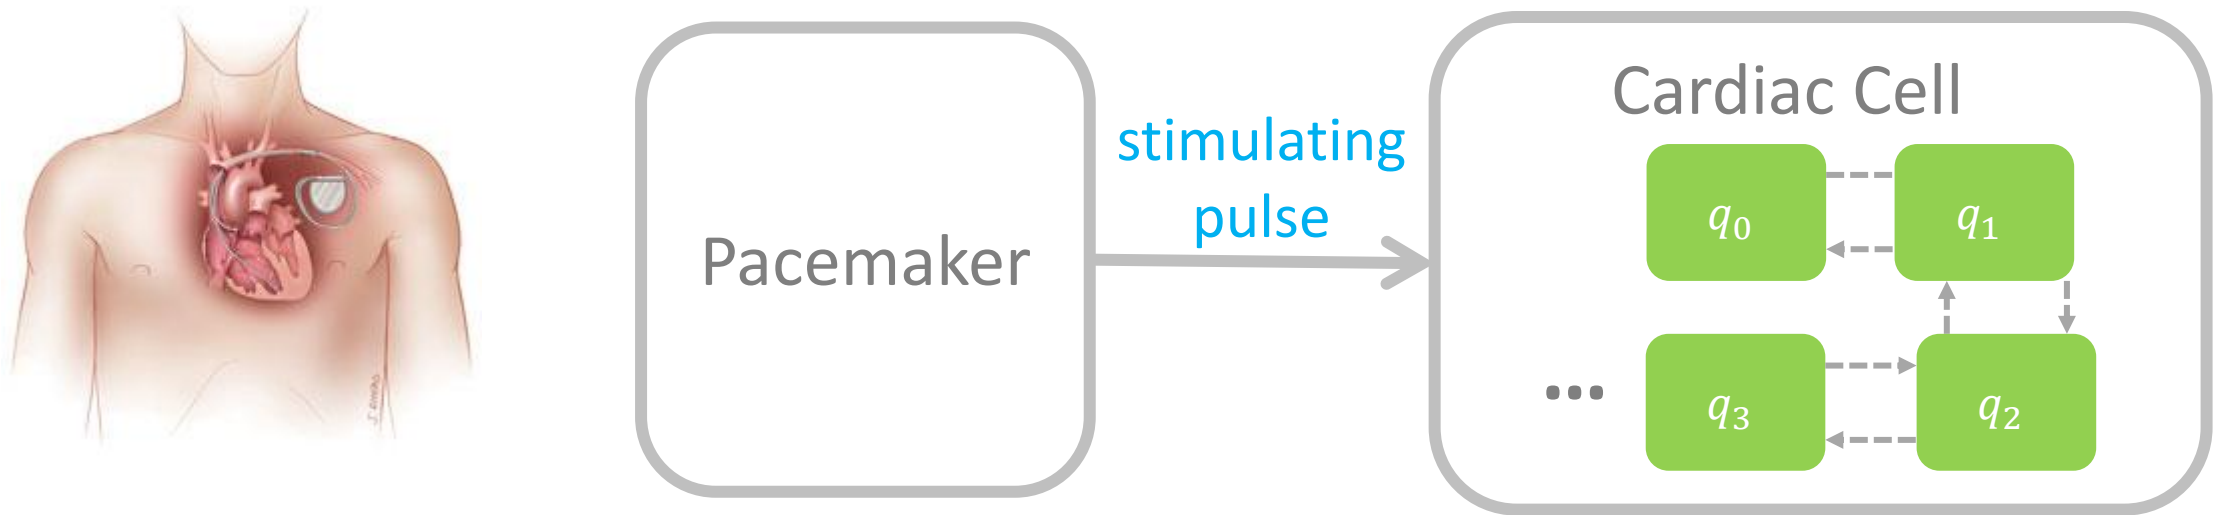 Pacemaker
stimulating
pulse
Cardiac Cell
q₀
q₁
...
q₃
q₂